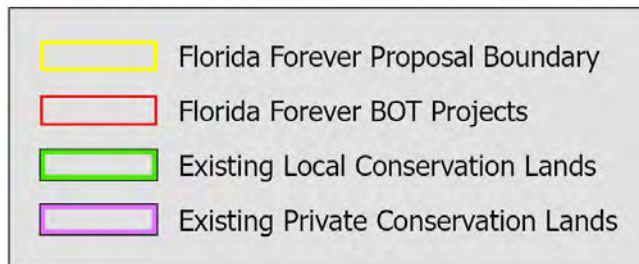 Florida Forever Proposal Boundary
Florida Forever BOT Projects
Existing Local Conservation Lands
Existing Private Conservation Lands